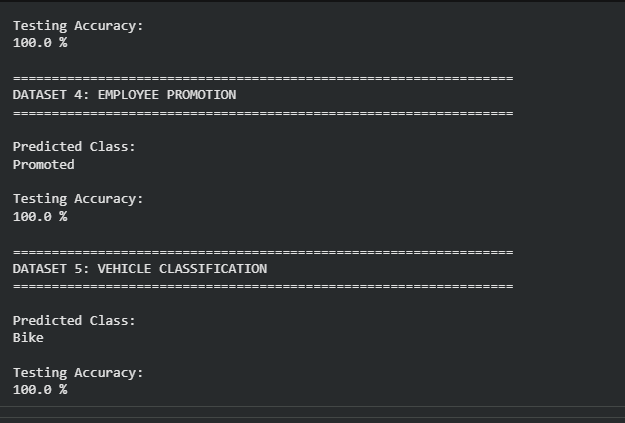 Testing Accuracy:
100.0 %
=================================================================
DATASET 4: EMPLOYEE PROMOTION
=================================================================
Predicted Class:
Promoted
Testing Accuracy:
100.0 %
=================================================================
DATASET 5: VEHICLE CLASSIFICATION
=================================================================
Predicted Class:
Bike
Testing Accuracy:
100.0 %